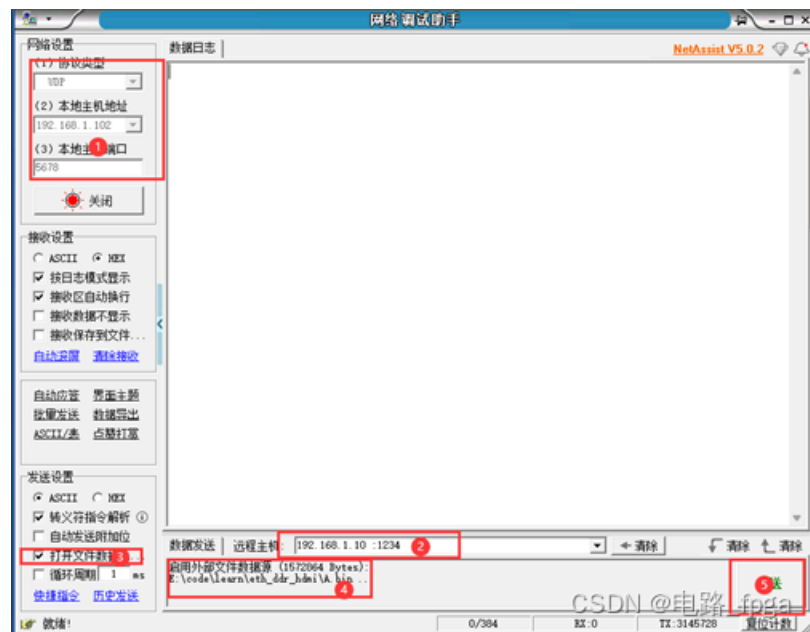 网络调试助手
网络设置
(1) 协议类型
UDP
(2) 本地主机地址
192.168.1.102
(3) 本地主 端口
1
5678
关闭
接收设置
ASCII HEX
按日志模式显示
接收区自动换行
接收数据不显示
接收保存到文件...
自动滚屏 清除接收
自动应答 界面主题
批量发送 数据导出
ASCII/表 点赞打赏
发送设置
ASCII HEX
转义符指令解析
自动发送附加位
打开文件数据 3 ..
循环周期 1 ms
快捷指令 历史发送
就绪!
数据日志
NetAssist V5.0.2
数据发送 远程主机: 192.168.1.10 :1234 2 清除 清除 清除
启用外部文件数据源 (1572864 Bytes):
E:\code\learn\eth_ddr_hdmi\A.bin ...
4
5 送
CSDN @电路_fpga
0/384 RX:0 TX:3145728 复位计数